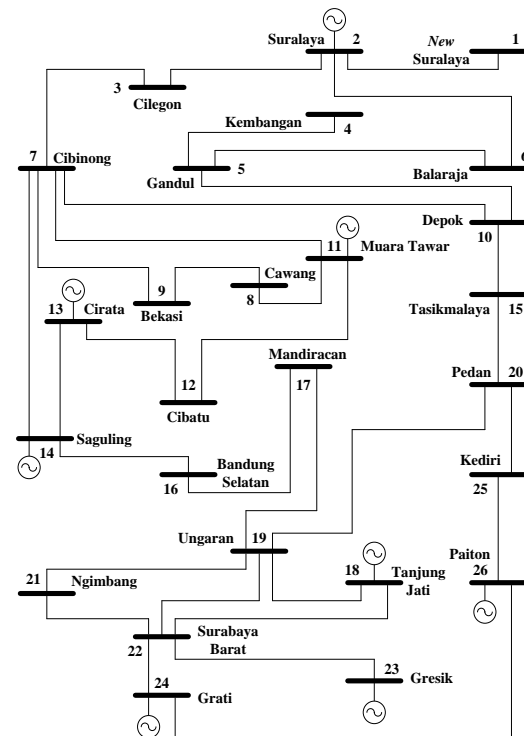 Suralaya 2
New 1
Suralaya
3
Cilegon
Kembangan
4
7 Cibinong
5
Gandul
6
Balaraja
Depok
10
11
Muara Tawar
Cawang
8
9
Bekasi
13 Cirata
Tasikmalaya 15
Mandiracan
17
12
Cibatu
Pedan 20
14 Saguling
Bandung
16 Selatan
Kediri
25
Ungaran 19
Paiton
26
21
Ngimbang
18 Tanjung
Jati
Surabaya
22 Barat
23
Gresik
24
Grati